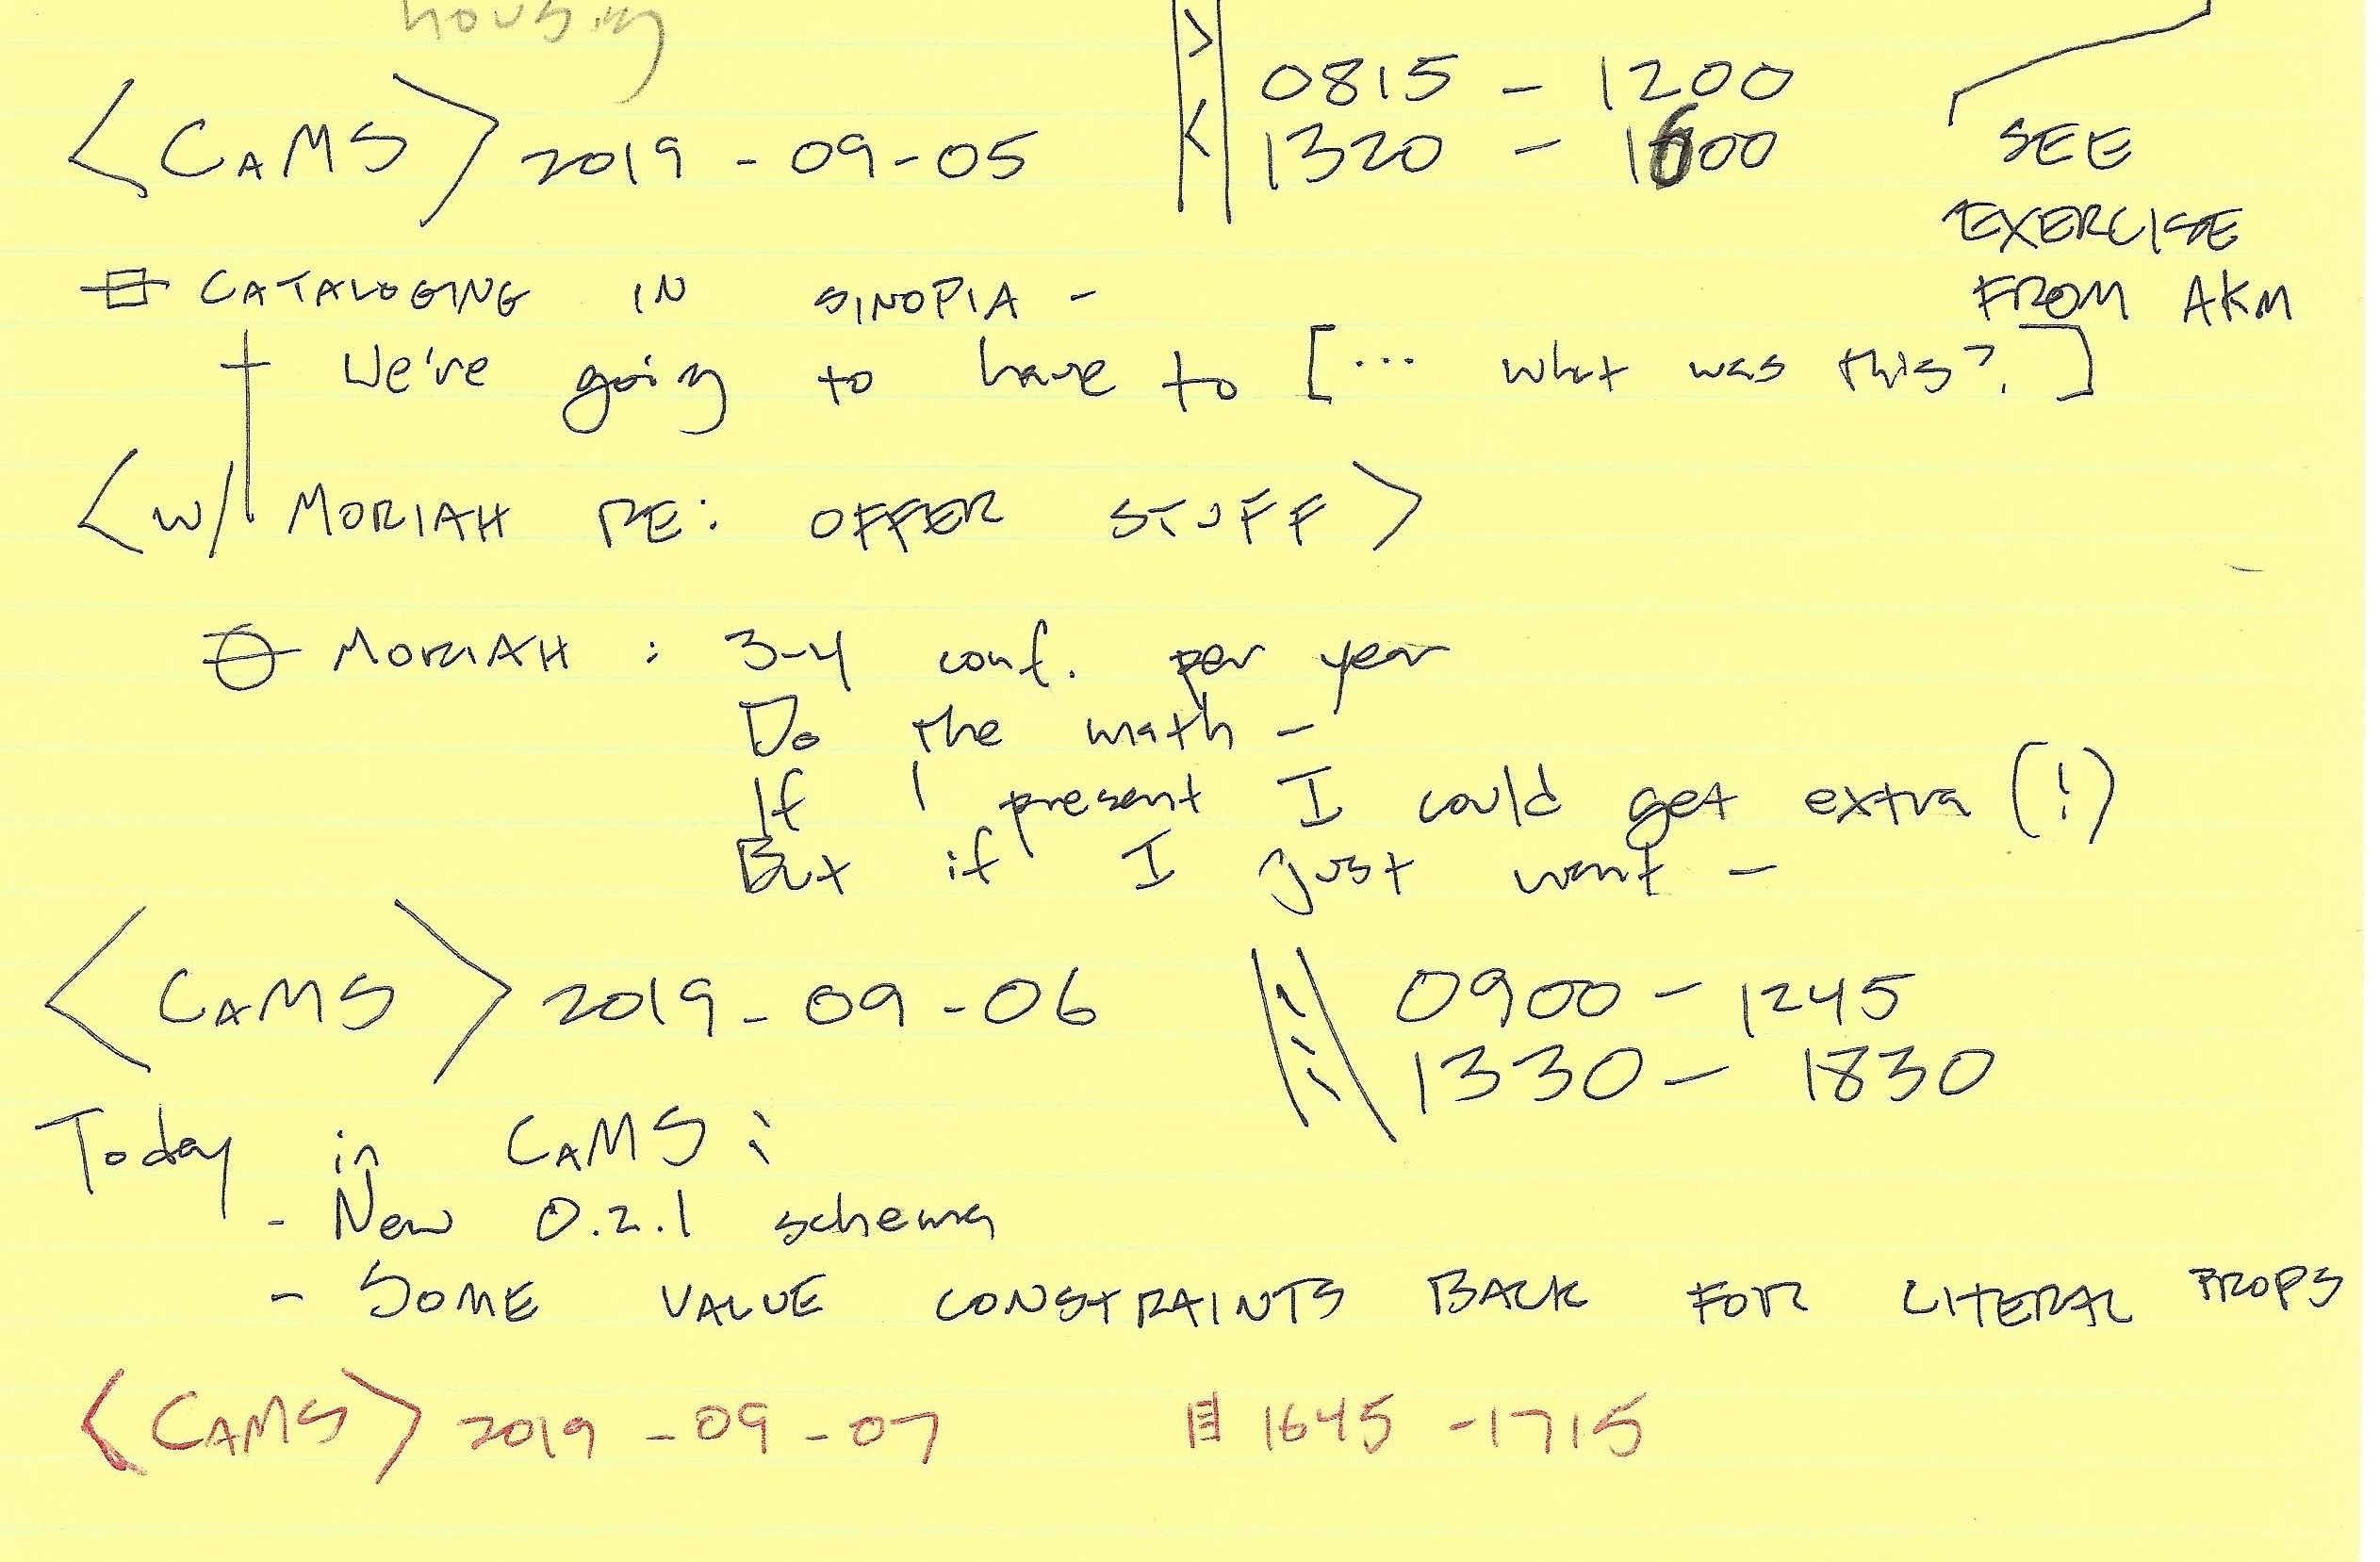 housing
0815 - 1200
<CAMS> 2019-09-05
1320 - 1600
SEE
EXERCISE
FROM AKM
CATALOGING IN SINOPIA -
We're going to have to [... what was this?]
<W/ MORIAH RE: OFFER STUFF>
MORIAH: 3-4 conf. per year
Do the math -
If I present I could get extra (!)
But if I just went -
<CAMS> 2019-09-06
0900 - 1245
1330 - 1830
Today in CAMS:
- New 0.2.1 schema
- SOME VALUE CONSTRAINTS BACK FOR LITERAL PROPS
<CAMS> 2019-09-07 1645 - 1715